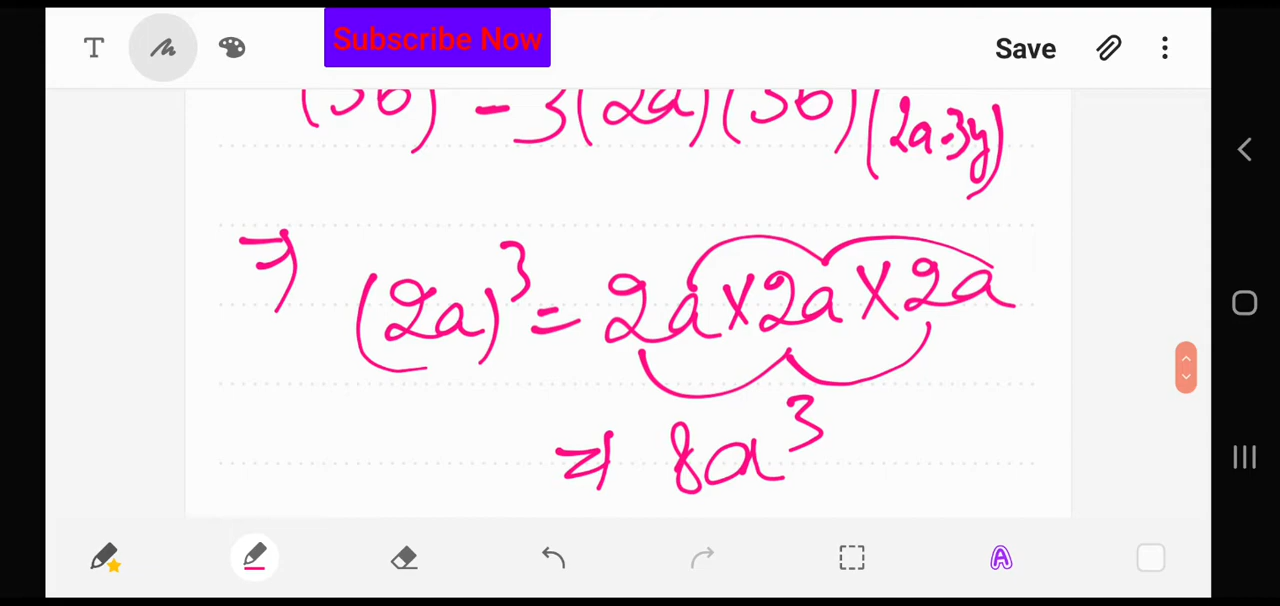 T
Subscribe Now
Save
(3b) - 3(2a)(3b)(2a-3y)
⇒ (2a)³ = 2a×2a×2a
⇒ 8a³
A